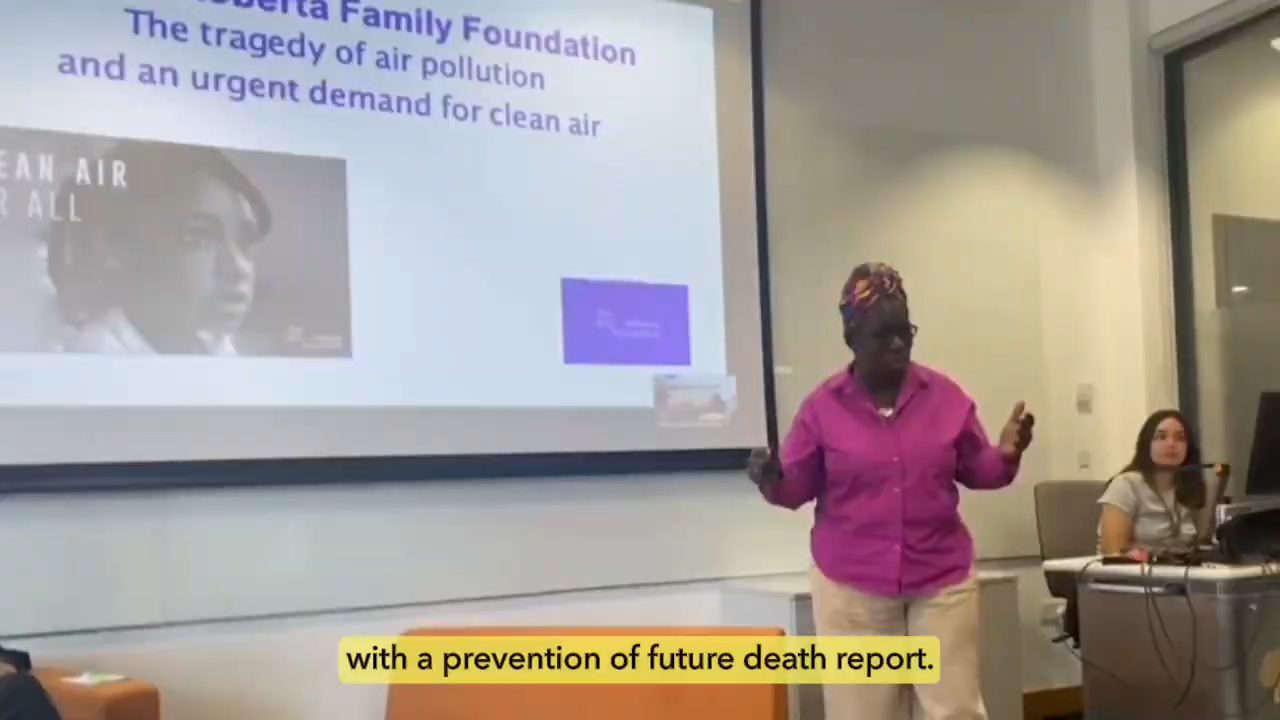 Family Foundation
The tragedy of air pollution
and an urgent demand for clean air
EAN AIR
R ALL
with a prevention of future death report.